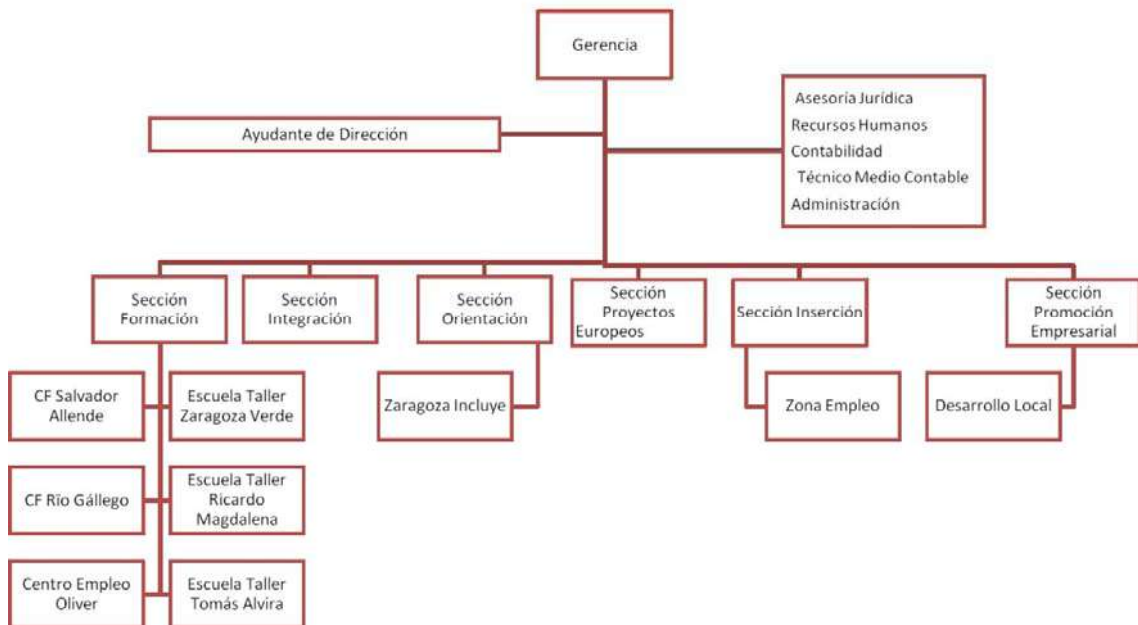 Gerencia
Ayudante de Dirección
Asesoría Jurídica
Recursos Humanos
Contabilidad
Técnico Medio Contable
Administración
Sección
Formación
Sección
Integración
Sección
Orientación
Sección
Proyectos
Europeos
Sección Inserción
Sección
Promoción
Empresarial
CF Salvador
Allende
Escuela Taller
Zaragoza Verde
Zaragoza Incluye
Zona Empleo
Desarrollo Local
CF Rīo Gállego
Escuela Taller
Ricardo
Magdalena
Centro Empleo
Oliver
Escuela Taller
Tomás Alvira